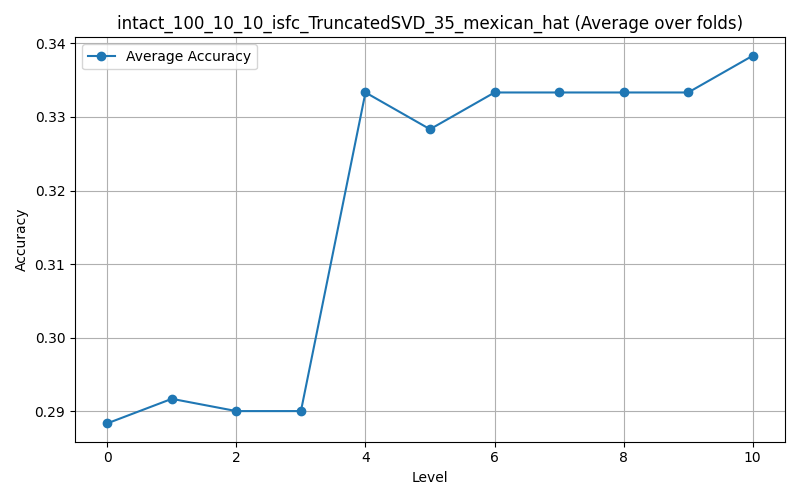 intact_100_10_10_isfc_TruncatedSVD_35_mexican_hat (Average over folds)
Average Accuracy
0.34
0.33
0.32
0.31
0.30
0.29
Accuracy
0 2 4 6 8 10
Level